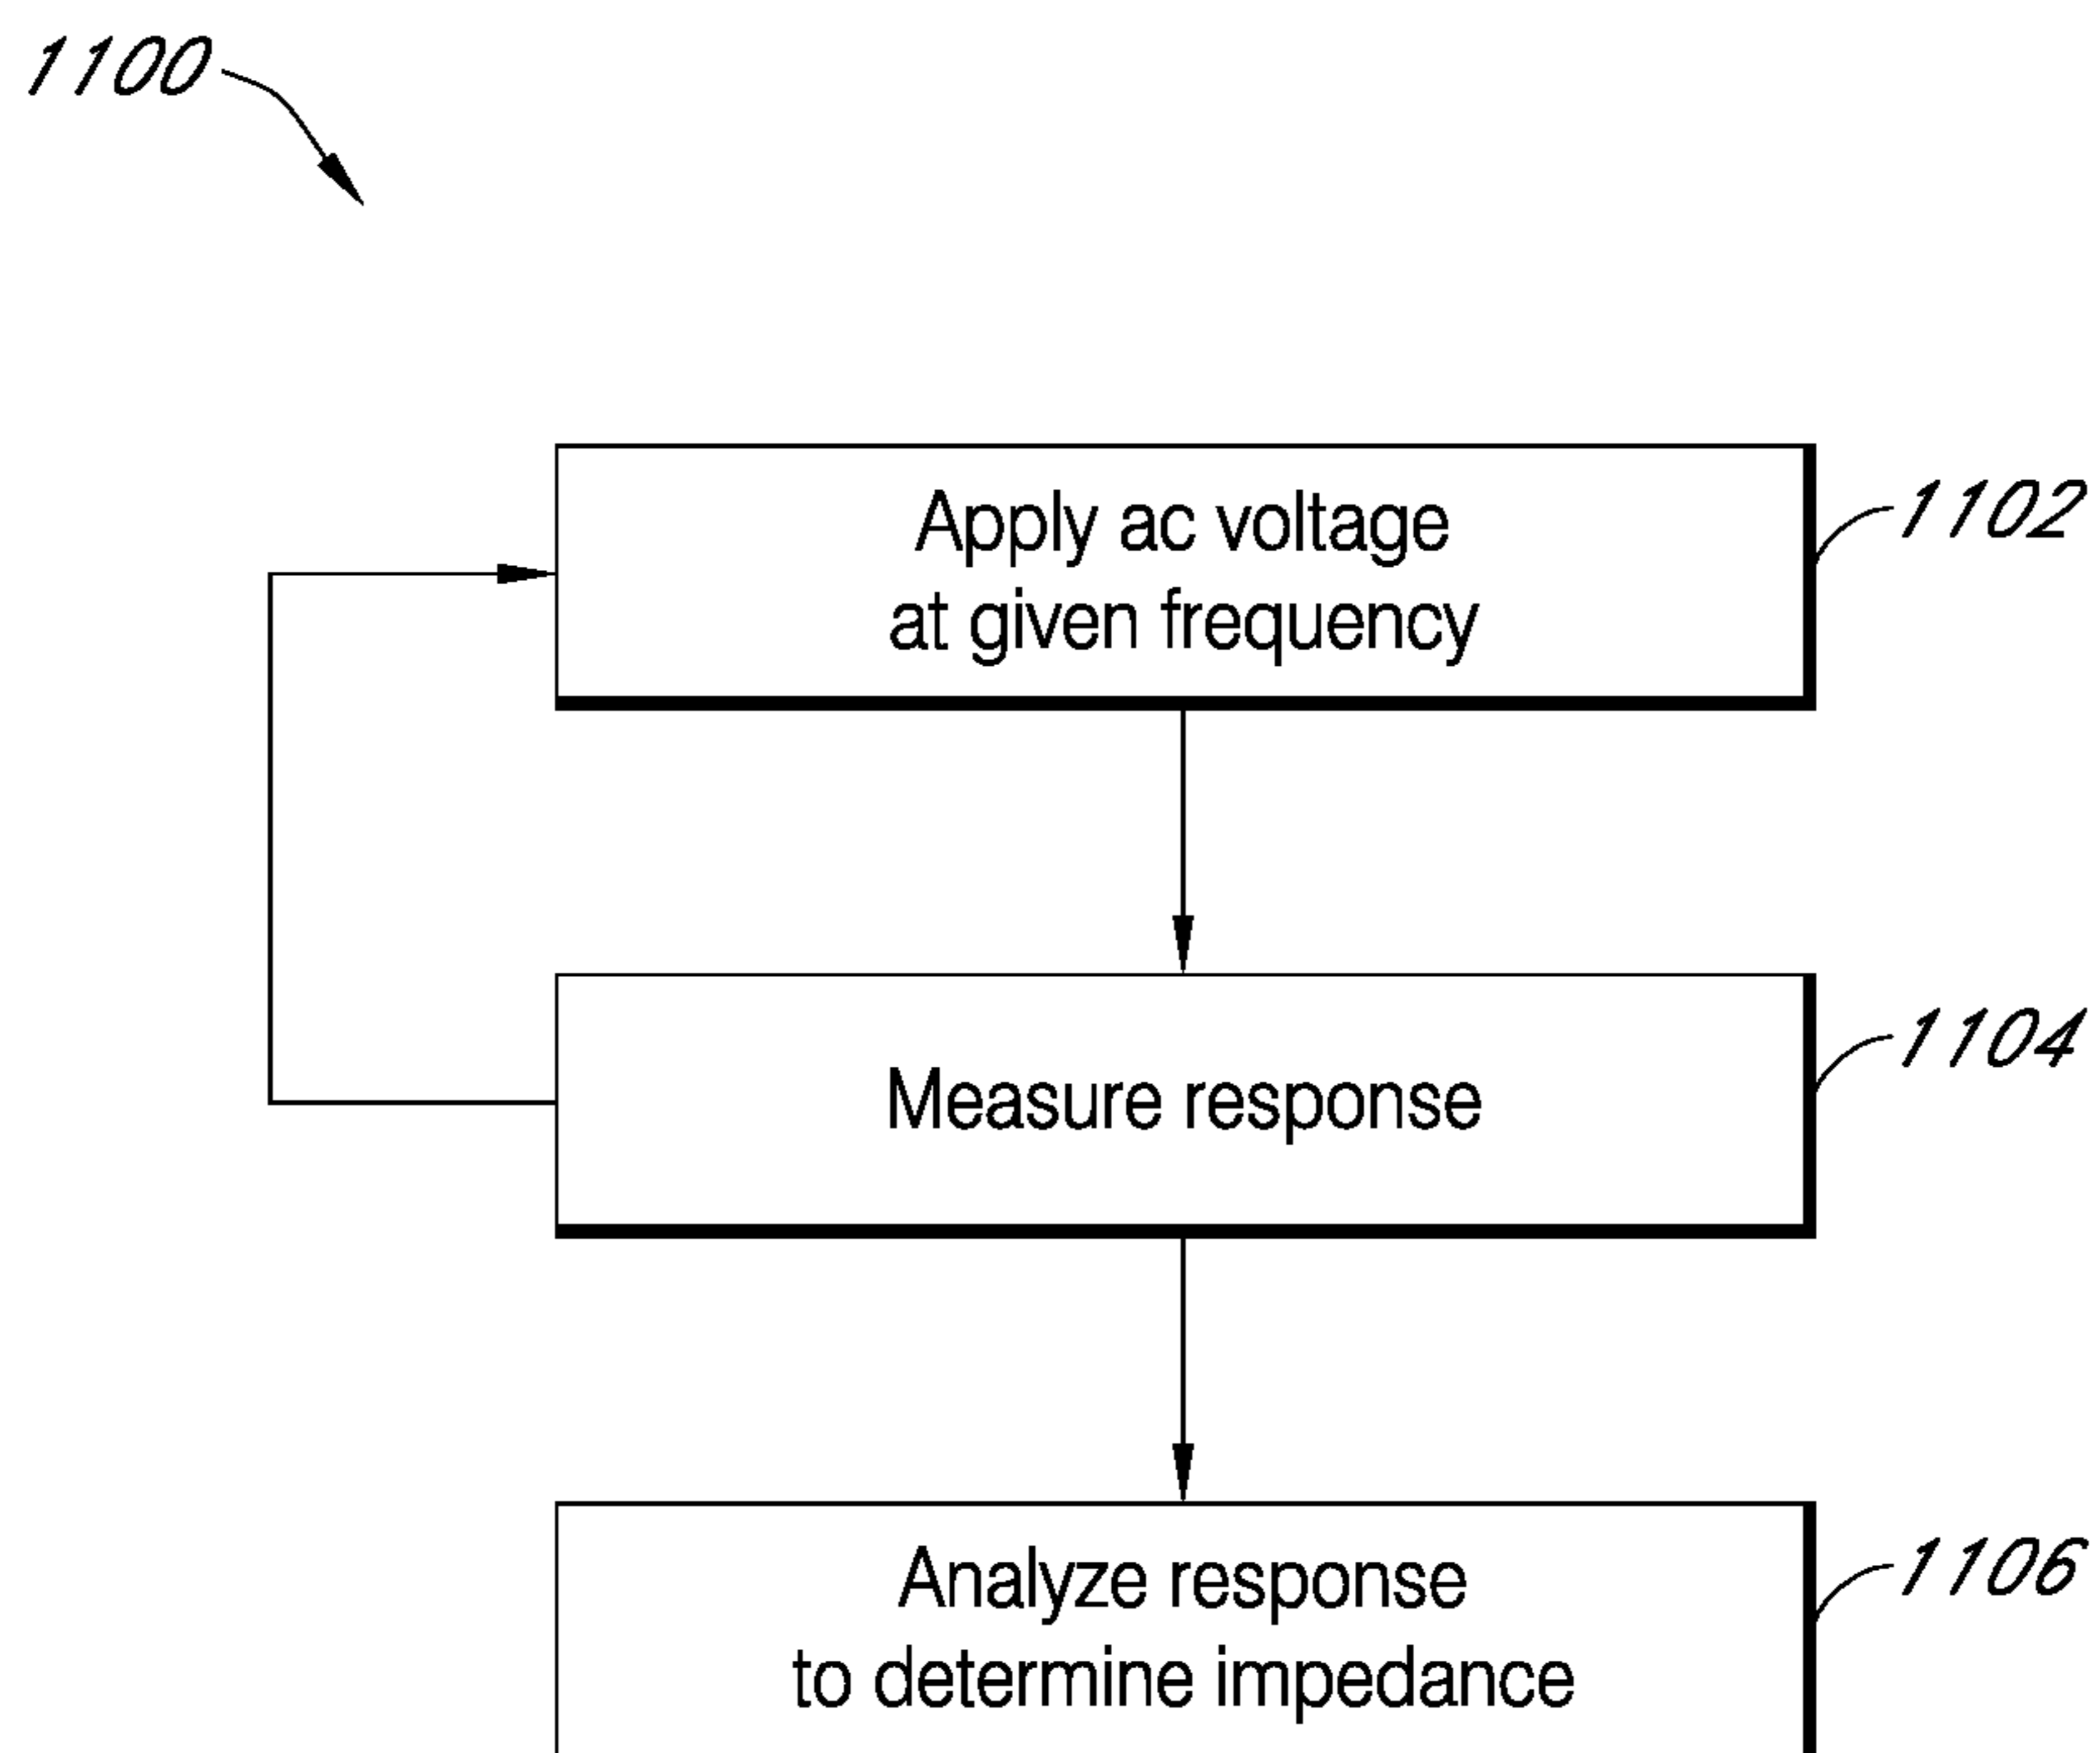 1100
Apply ac voltage
at given frequency
1102
Measure response
1104
Analyze response
to determine impedance
1106